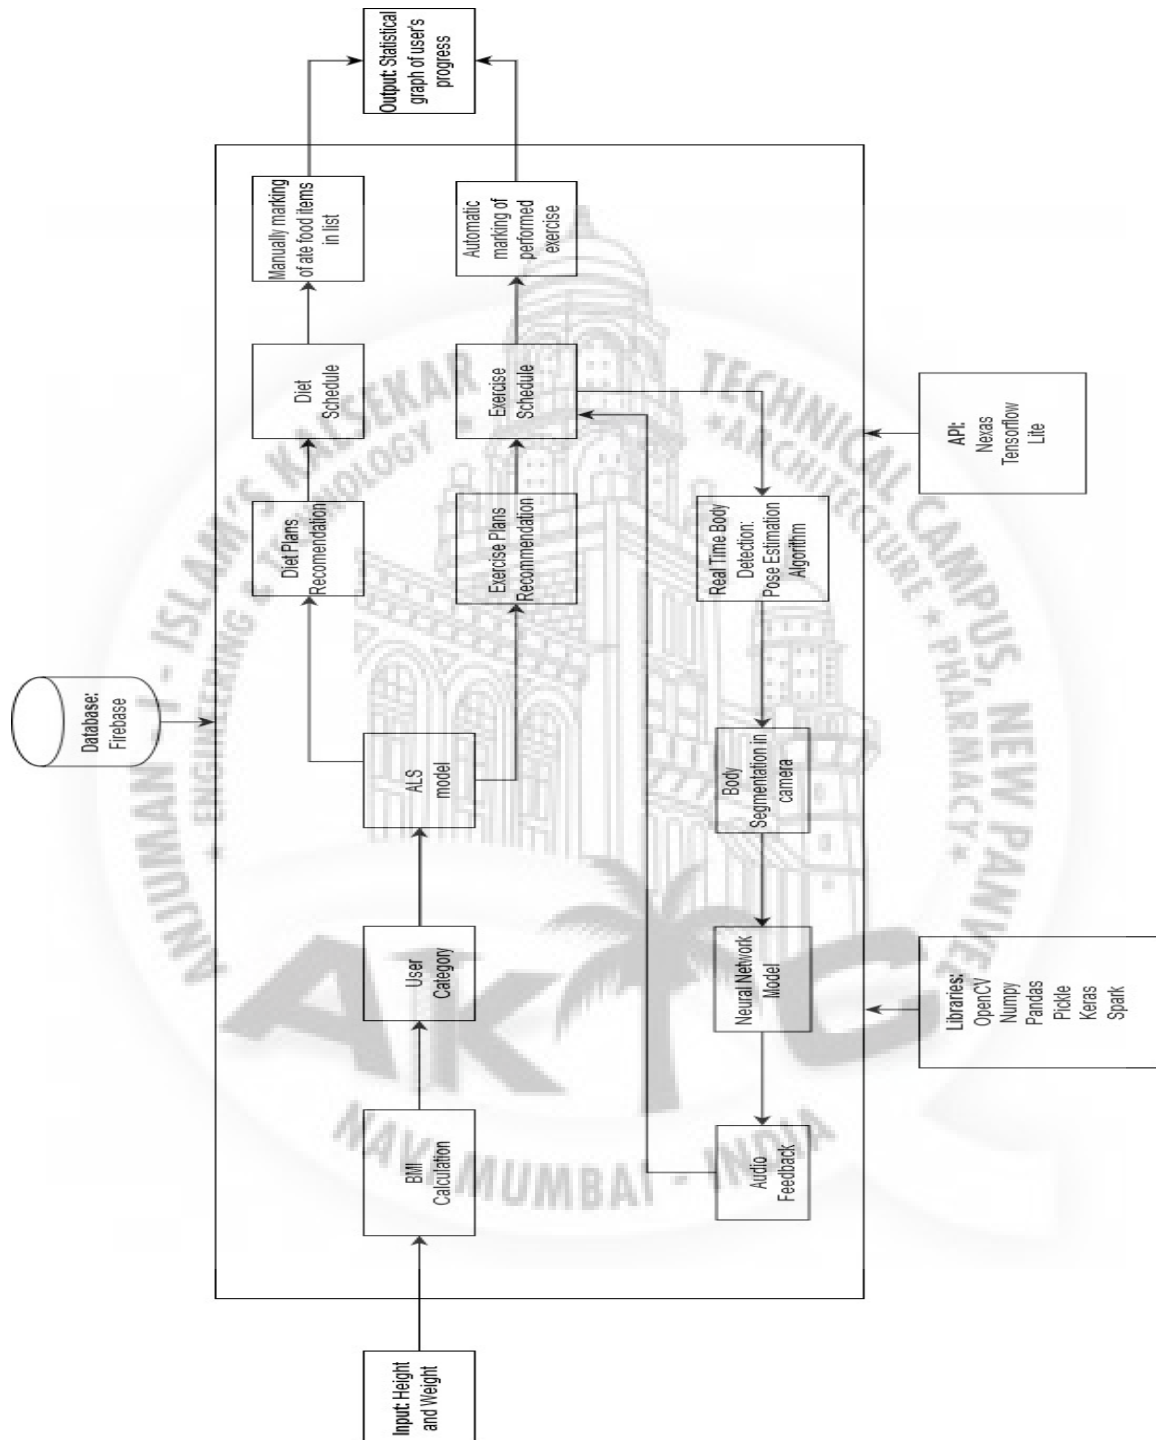 Database:
Firebase
Input: Height
and Weight
BMI
Calculation
User
Category
ALS
model
Diet Plans
Recomendation
Diet
Schedule
Manually marking
of ate food items
in list
Exercise Plans
Recommendation
Exercise
Schedule
Automatic
marking of
performed
exercise
Output: Statistical
graph of user's
progress
Audio
Feedback
Neural Network
Model
Body
Segmentation in
camera
Real Time Body
Detection:
Pose Estimation
Algorithm
Libraries:
OpenCV
Numpy
Pandas
Pickle
Keras
Spark
API:
Nexas
Tensorflow
Lite
ANJUMAN-I-ISLAM'S KALSEKAR TECHNICAL CAMPUS, NEW PANVEL
ENGINEERING & TECHNOLOGY * ARCHITECTURE * PHARMACY *
AKTC
NAVI MUMBAI - INDIA